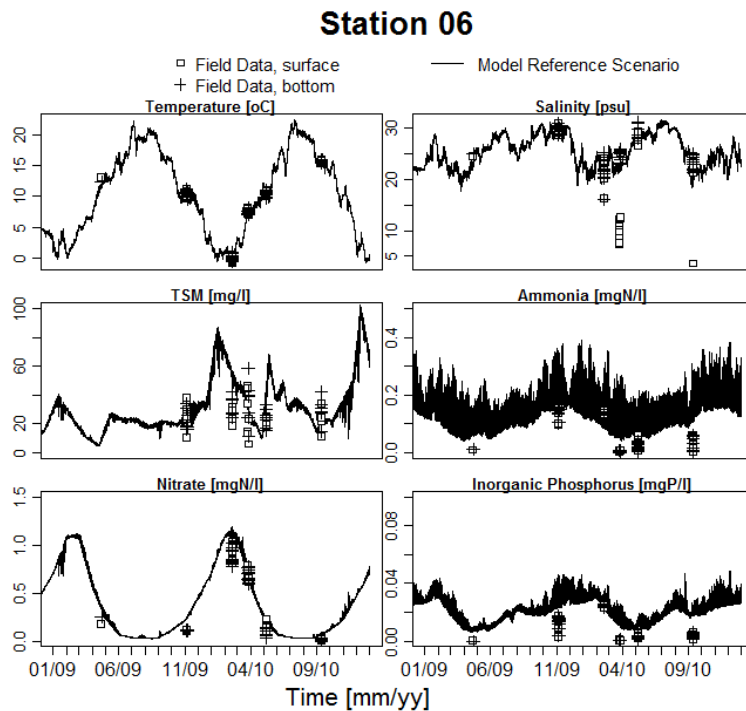 Station 06
Field Data, surface
Model Reference Scenario
Field Data, bottom
Temperature [oC]
Salinity [psu]
0 5 10 15 20
5 10 20 30
TSM [mg/l]
Ammonia [mgN/l]
0 20 60 100
0.0 0.2 0.4
Nitrate [mgN/l]
Inorganic Phosphorus [mgP/l]
0.0 0.5 1.0 1.5
0.00 0.04 0.08
01/09 06/09 11/09 04/10 09/10
01/09 06/09 11/09 04/10 09/10
Time [mm/yy]